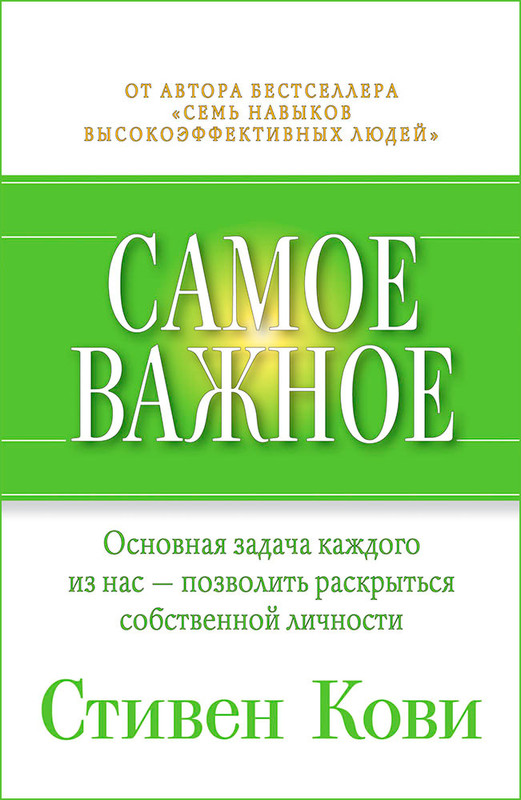 ОТ АВТОРА БЕСТСЕЛЛЕРА
«СЕМЬ НАВЫКОВ
ВЫСОКОЭФФЕКТИВНЫХ ЛЮДЕЙ»
САМОЕ
ВАЖНОЕ
Основная задача каждого
из нас – позволить раскрыться
собственной личности
Стивен Кови